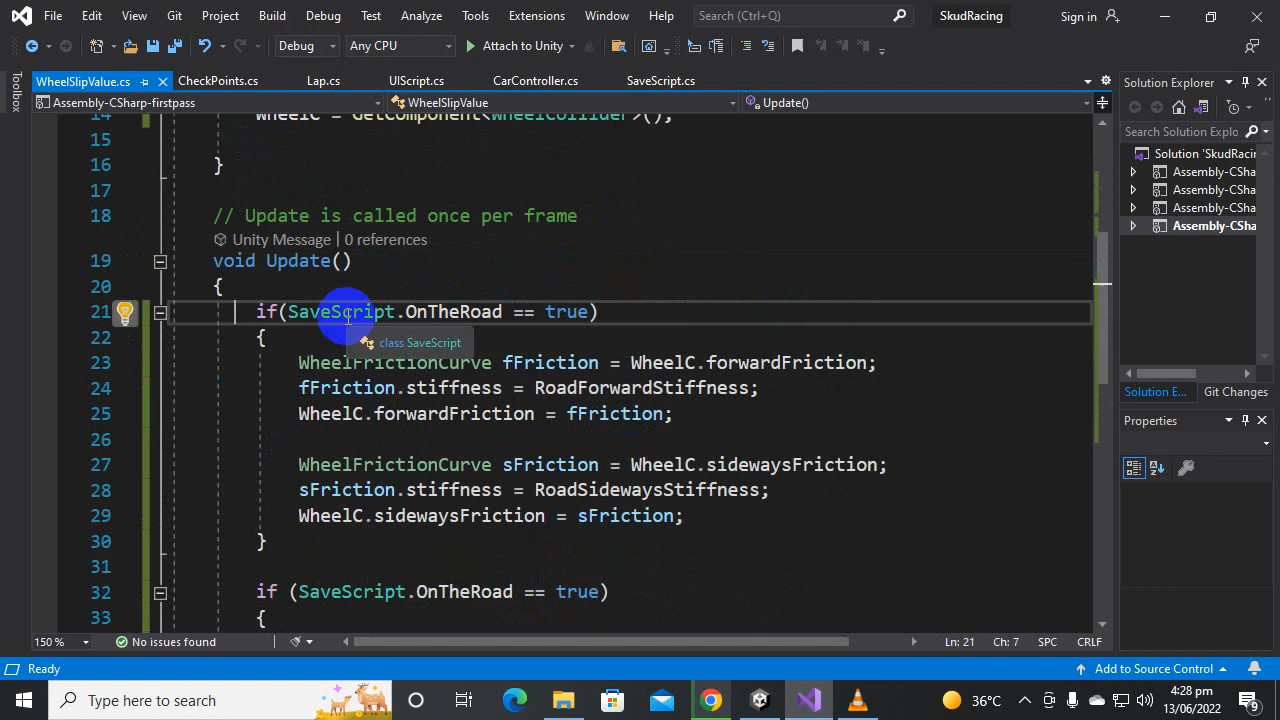 File Edit View Git Project Build Debug Test Analyze Tools Extensions Window Help Search (Ctrl+Q) SkudRacing Sign in
Debug Any CPU Attach to Unity
Toolbox
WheelSlipValue.cs CheckPoints.cs Lap.cs UIScript.cs CarController.cs SaveScript.cs
Assembly-CSharp-firstpass WheelSlipValue Update()
14 WheelC = GetComponent<WheelCollider>();
15
16 }
17
18 // Update is called once per frame
Unity Message | 0 references
19 void Update()
20 {
21 if(SaveScript.OnTheRoad == true)
22 {
class SaveScript
23 WheelFrictionCurve fFriction = WheelC.forwardFriction;
24 fFriction.stiffness = RoadForwardStiffness;
25 WheelC.forwardFriction = fFriction;
26
27 WheelFrictionCurve sFriction = WheelC.sidewaysFriction;
28 sFriction.stiffness = RoadSidewaysStiffness;
29 WheelC.sidewaysFriction = sFriction;
30 }
31
32 if (SaveScript.OnTheRoad == true)
33 {
150 % No issues found Ln: 21 Ch: 7 SPC CRLF
Solution Explorer
Search Solution Explo
Solution 'SkudRacin
Assembly-CSha
Assembly-CSha
Assembly-CSha
Assembly-CSha
Solution E... Git Changes
Properties
Ready Add to Source Control
Type here to search 36°C 4:28 pm
13/06/2022 9